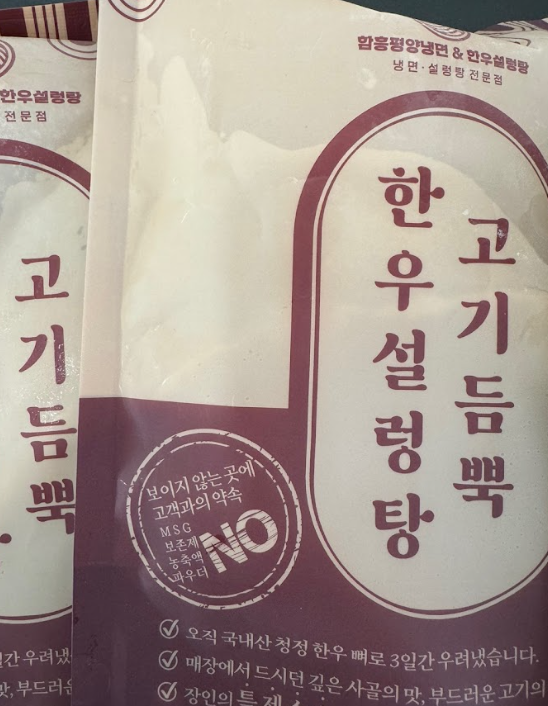 한우설렁탕
전문점
고기듬뿍
함흥평양냉면 & 한우설렁탕
냉면·설렁탕 전문점
고기듬뿍
한우설렁탕
보이지 않는 곳에
고객과의 약속
MSG
보존제
농축액
파우더
NO
오직 국내산 청정 한우 뼈로 3일간 우려냈습니다.
매장에서 드시던 깊은 사골의 맛, 부드러운 고기의
장인의 특제